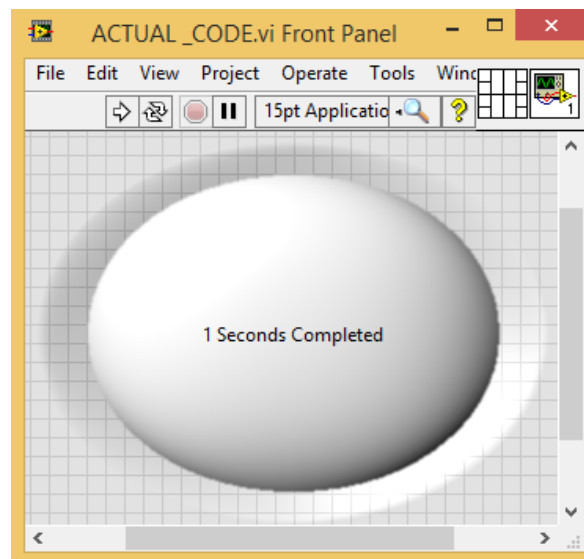 ACTUAL _CODE.vi Front Panel
File Edit View Project Operate Tools
15pt Applicatio
1
1 Seconds Completed